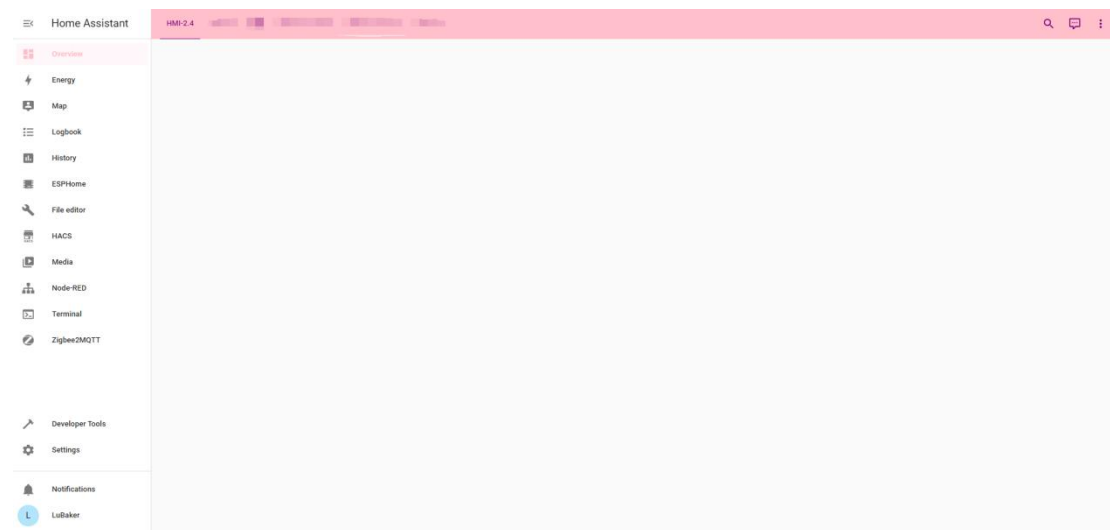 Home Assistant
HMI-2.4
Overview
Energy
Map
Logbook
History
ESPHome
File editor
HACS
Media
Node-RED
Terminal
Zigbee2MQTT
Developer Tools
Settings
Notifications
L
LuBaker